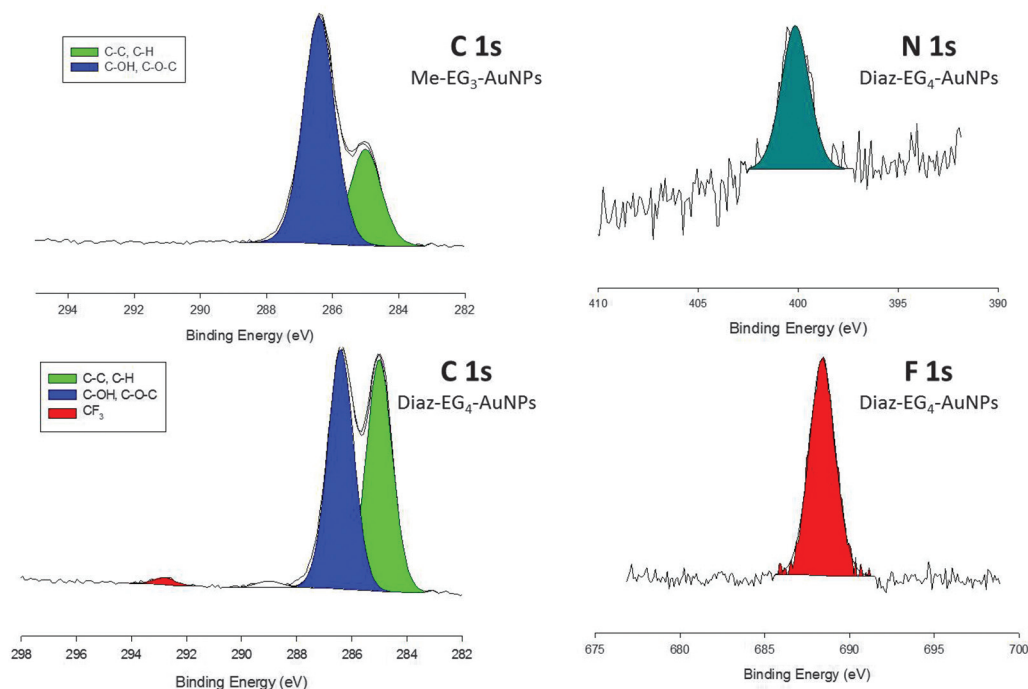 C-C, C-H
C-OH, C-O-C
C 1s
Me-EG₃-AuNPs
294 292 290 288 286 284 282
Binding Energy (eV)
N 1s
Diaz-EG₄-AuNPs
410 405 400 395 390
Binding Energy (eV)
C-C, C-H
C-OH, C-O-C
CF₃
C 1s
Diaz-EG₄-AuNPs
298 296 294 292 290 288 286 284 282
Binding Energy (eV)
F 1s
Diaz-EG₄-AuNPs
675 680 685 690 695 700
Binding Energy (eV)